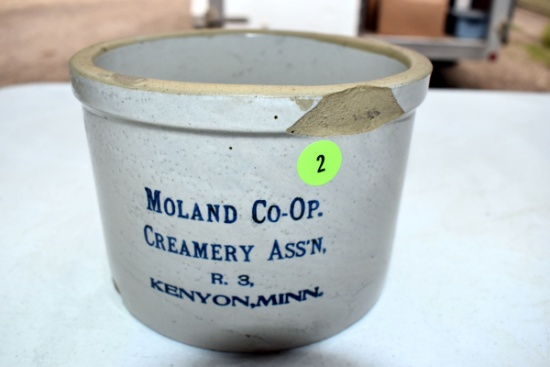 2
MOLAND CO-OP.
CREAMERY ASS'N,
R. 3,
KENYON, MINN.